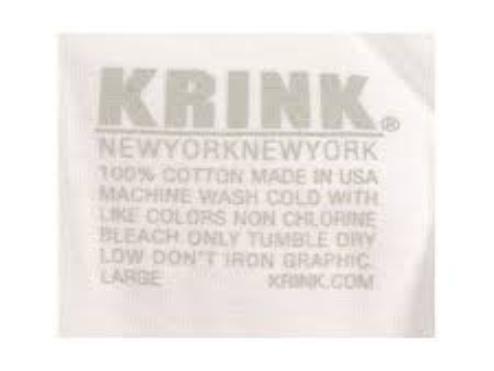 KRINK®
NEWYORKNEWYORK
100% COTTON MADE IN USA
MACHINE WASH COLD WITH
LIKE COLORS NON CHLORINE
BLEACH ONLY TUMBLE DRY
LOW DON'T IRON GRAPHIC.
LARGE KRINK.COM